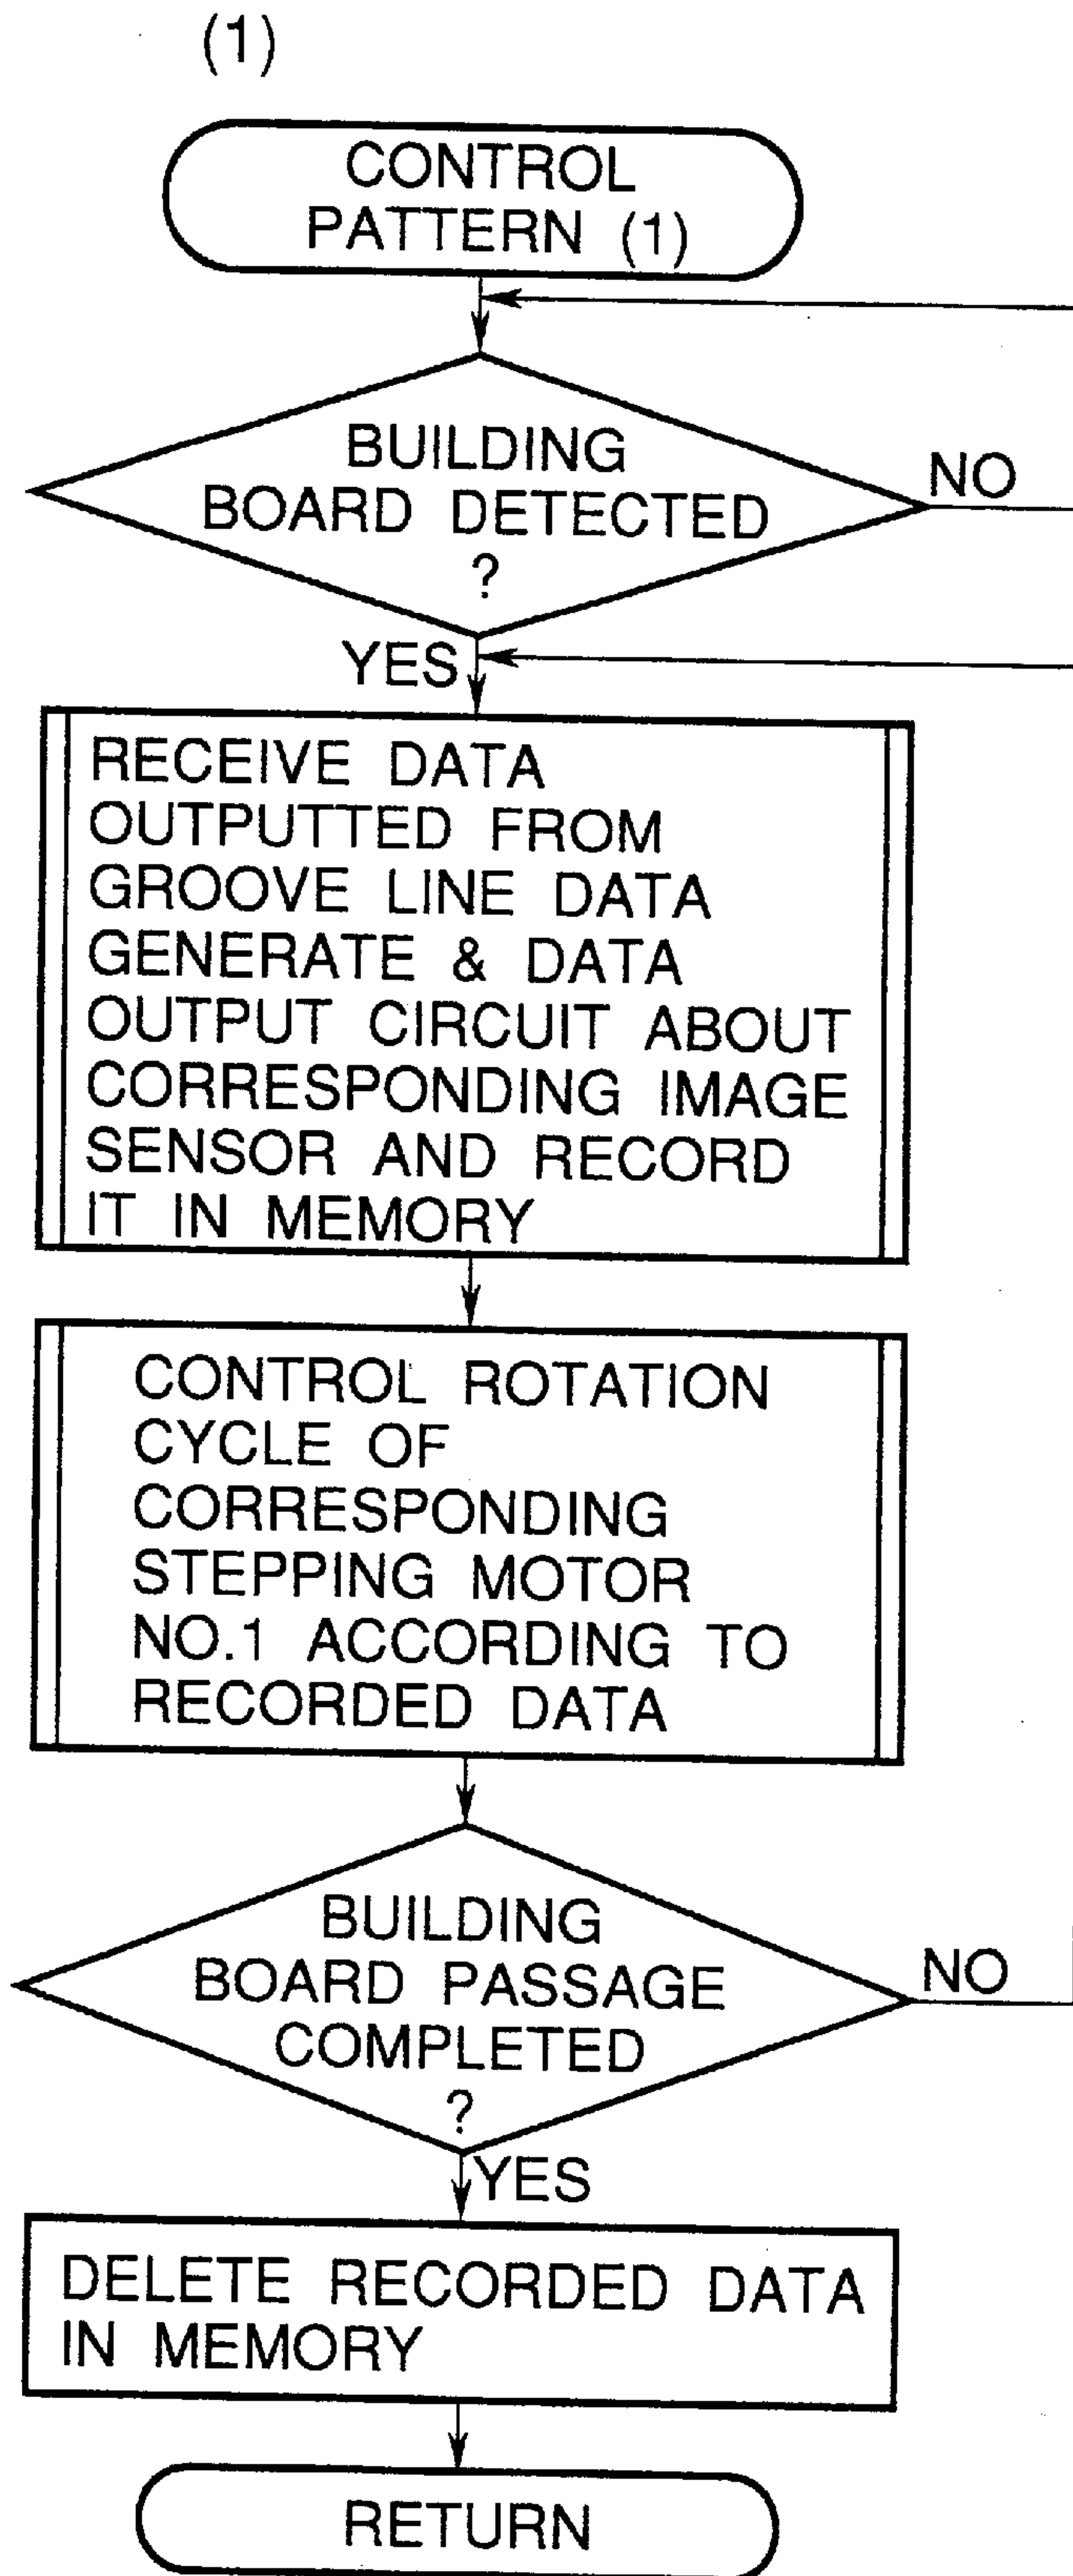 (1)
CONTROL
PATTERN (1)
BUILDING
BOARD DETECTED
?
NO
YES
RECEIVE DATA
OUTPUTTED FROM
GROOVE LINE DATA
GENERATE & DATA
OUTPUT CIRCUIT ABOUT
CORRESPONDING IMAGE
SENSOR AND RECORD
IT IN MEMORY
CONTROL ROTATION
CYCLE OF
CORRESPONDING
STEPPING MOTOR
NO.1 ACCORDING TO
RECORDED DATA
BUILDING
BOARD PASSAGE
COMPLETED
?
NO
YES
DELETE RECORDED DATA
IN MEMORY
RETURN